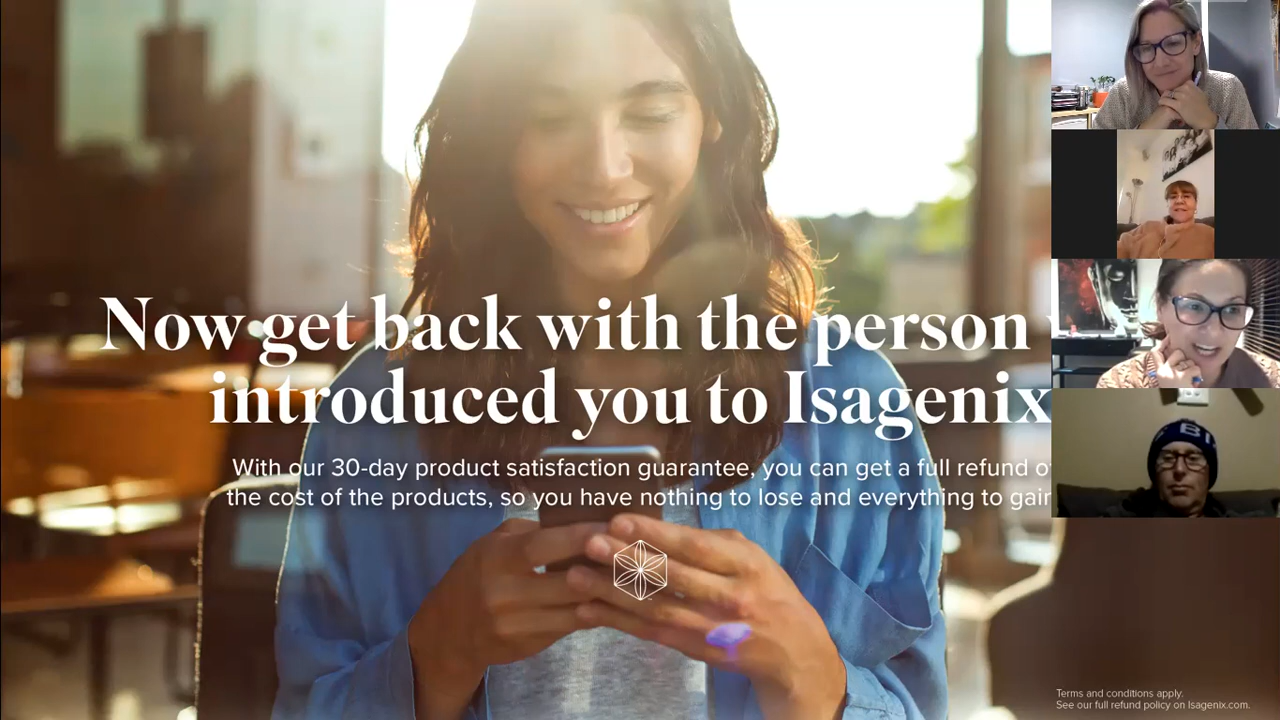 Now get back with the person
introduced you to Isagenix
With our 30-day product satisfaction guarantee, you can get a full refund
the cost of the products, so you have nothing to lose and everything to gain
BI
Terms and conditions apply.
See our full refund policy on Isagenix.com.